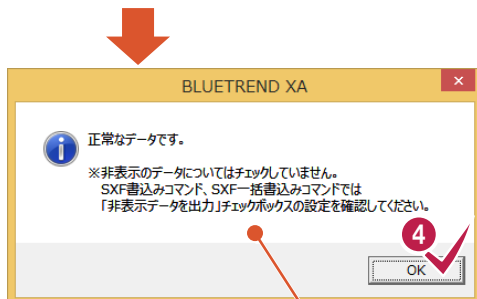 BLUETREND XA
正常なデータです。
※非表示のデータについてはチェックしていません。
SXF書込みコマンド、SXF一括書込みコマンドでは
「非表示データを出力」チェックボックスの設定を確認してください。
4
OK